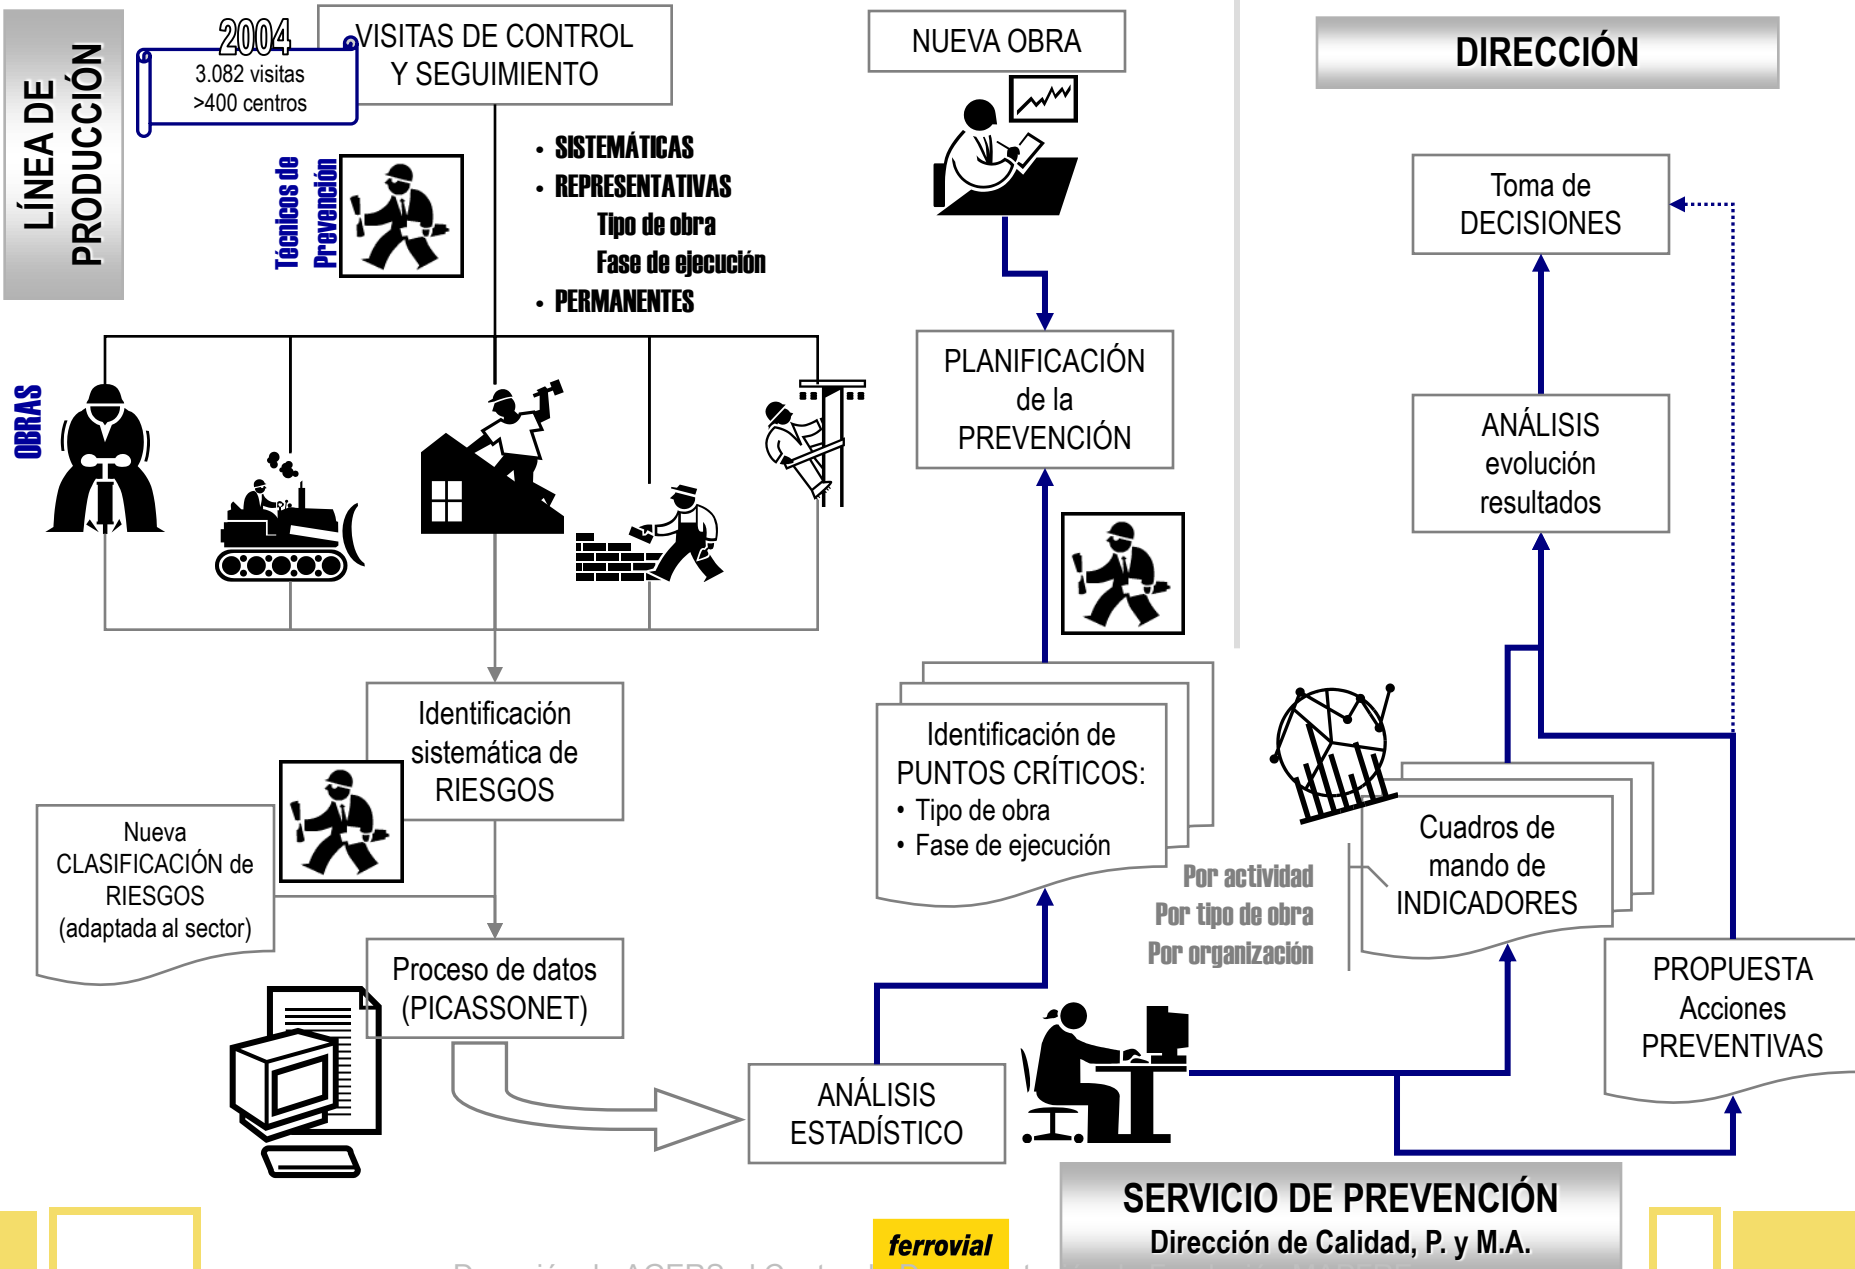 LÍNEA DE
PRODUCCIÓN
2004
3.082 visitas
>400 centros
VISITAS DE CONTROL
Y SEGUIMIENTO
Técnicos de
Prevención
• SISTEMÁTICAS
• REPRESENTATIVAS
Tipo de obra
Fase de ejecución
• PERMANENTES
OBRAS
Identificación
sistemática de
RIESGOS
Nueva
CLASIFICACIÓN de
RIESGOS
(adaptada al sector)
Proceso de datos
(PICASSONET)
ANÁLISIS
ESTADÍSTICO
NUEVA OBRA
PLANIFICACIÓN
de la
PREVENCIÓN
Identificación de
PUNTOS CRÍTICOS:
• Tipo de obra
• Fase de ejecución
DIRECCIÓN
Toma de
DECISIONES
ANÁLISIS
evolución
resultados
Cuadros de
mando de
INDICADORES
Por actividad
Por tipo de obra
Por organización
PROPUESTA
Acciones
PREVENTIVAS
SERVICIO DE PREVENCIÓN
Dirección de Calidad, P. y M.A.
ferrovial